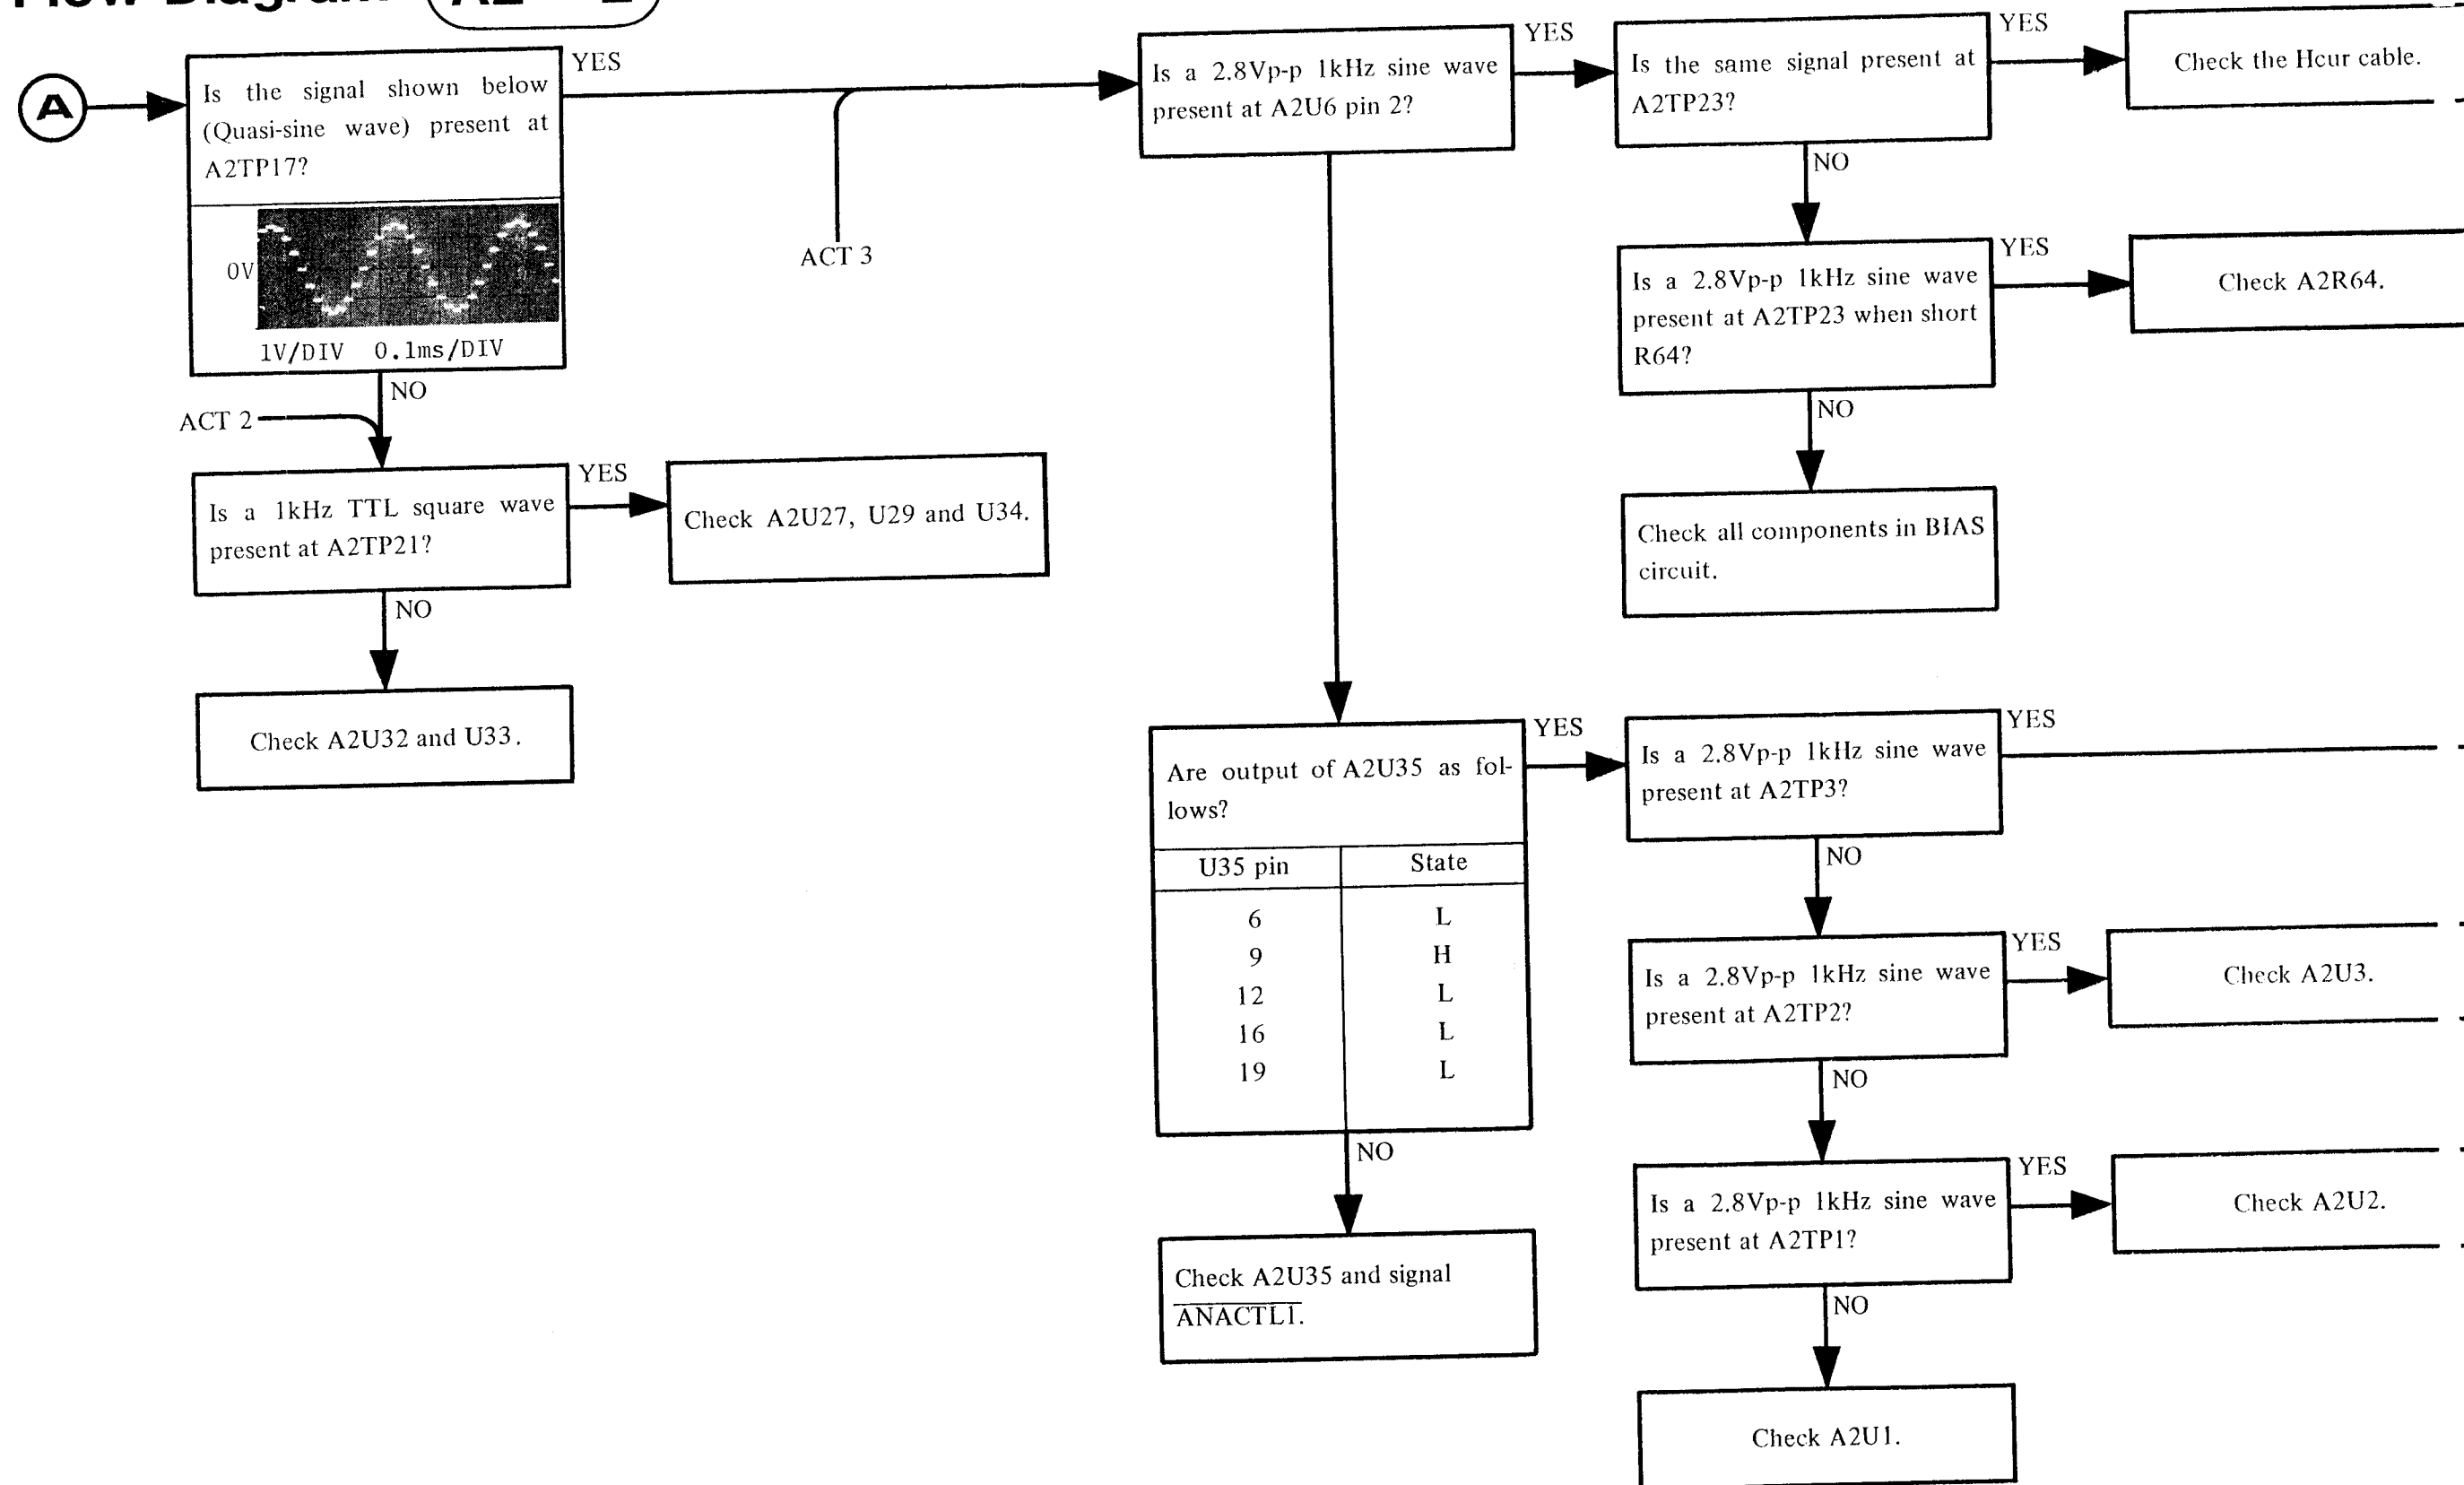 A
Is the signal shown below
(Quasi-sine wave) present at
A2TP17?
0V
1V/DIV 0.1ms/DIV
YES
NO
ACT 2
ACT 3
Is a 1kHz TTL square wave
present at A2TP21?
YES
Check A2U27, U29 and U34.
NO
Check A2U32 and U33.
Is a 2.8Vp-p 1kHz sine wave
present at A2U6 pin 2?
YES
Is the same signal present at
A2TP23?
YES
Check the Hcur cable.
NO
Is a 2.8Vp-p 1kHz sine wave
present at A2TP23 when short
R64?
YES
Check A2R64.
NO
Check all components in BIAS
circuit.
Are output of A2U35 as fol-
lows?
U35 pin State
6 L
9 H
12 L
16 L
19 L
YES
NO
Check A2U35 and signal
ANACTL1.
Is a 2.8Vp-p 1kHz sine wave
present at A2TP3?
YES
NO
Is a 2.8Vp-p 1kHz sine wave
present at A2TP2?
YES
Check A2U3.
NO
Is a 2.8Vp-p 1kHz sine wave
present at A2TP1?
YES
Check A2U2.
NO
Check A2U1.